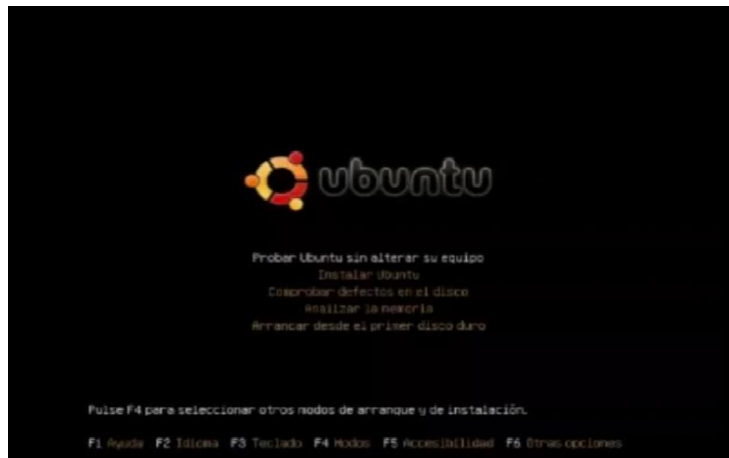 ubuntu
Probar Ubuntu sin alterar su equipo
Instalar Ubuntu
Comprobar defectos en el disco
Analizar la memoria
Arrancar desde el primer disco duro
Pulse F4 para seleccionar otros modos de arranque y de instalación.
F1 Ayuda F2 Idioma F3 Teclado F4 Modos F5 Accesibilidad F6 Otras opciones